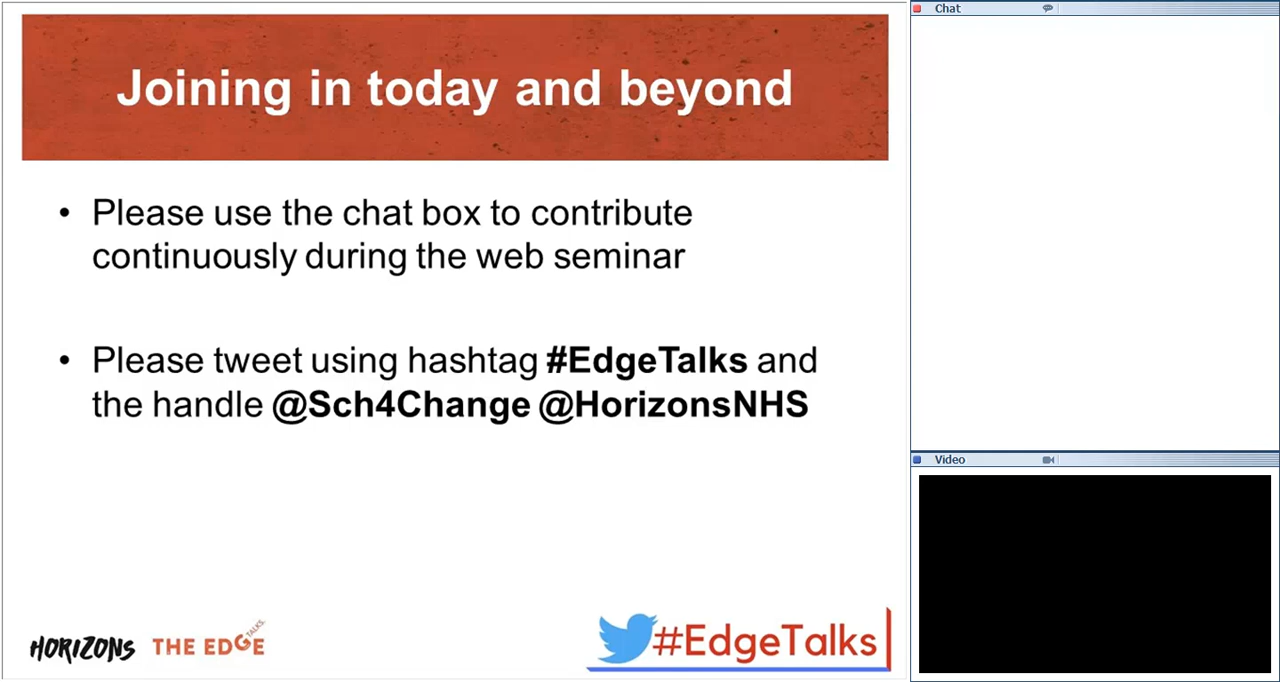 Joining in today and beyond
• Please use the chat box to contribute
continuously during the web seminar
• Please tweet using hashtag #EdgeTalks and
the handle @Sch4Change @HorizonsNHS
HORIZONS THE EDGE TALKS
#EdgeTalks
Chat
Video